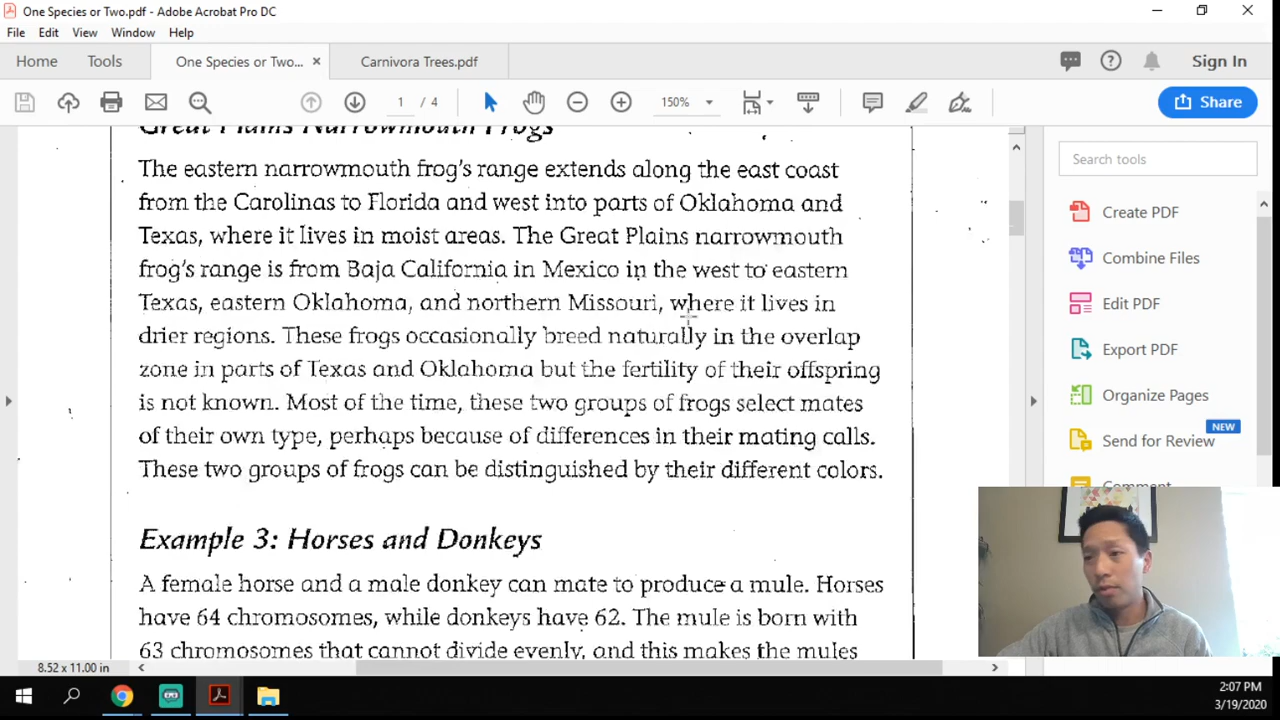 One Species or Two.pdf - Adobe Acrobat Pro DC
File Edit View Window Help
Home Tools One Species or Two... × Carnivora Trees.pdf Sign In
1 / 4 150% Share
Great Plains Narrowmouth Frogs
The eastern narrowmouth frog's range extends along the east coast
from the Carolinas to Florida and west into parts of Oklahoma and
Texas, where it lives in moist areas. The Great Plains narrowmouth
frog's range is from Baja California in Mexico in the west to eastern
Texas, eastern Oklahoma, and northern Missouri, where it lives in
drier regions. These frogs occasionally breed naturally in the overlap
zone in parts of Texas and Oklahoma but the fertility of their offspring
is not known. Most of the time, these two groups of frogs select mates
of their own type, perhaps because of differences in their mating calls.
These two groups of frogs can be distinguished by their different colors.
Example 3: Horses and Donkeys
A female horse and a male donkey can mate to produce a mule. Horses
have 64 chromosomes, while donkeys have 62. The mule is born with
63 chromosomes that cannot divide evenly, and this makes the mules
8.52 x 11.00 in
Search tools
Create PDF
Combine Files
Edit PDF
Export PDF
Organize Pages
NEW
Send for Review
Comment
2:07 PM
3/19/2020